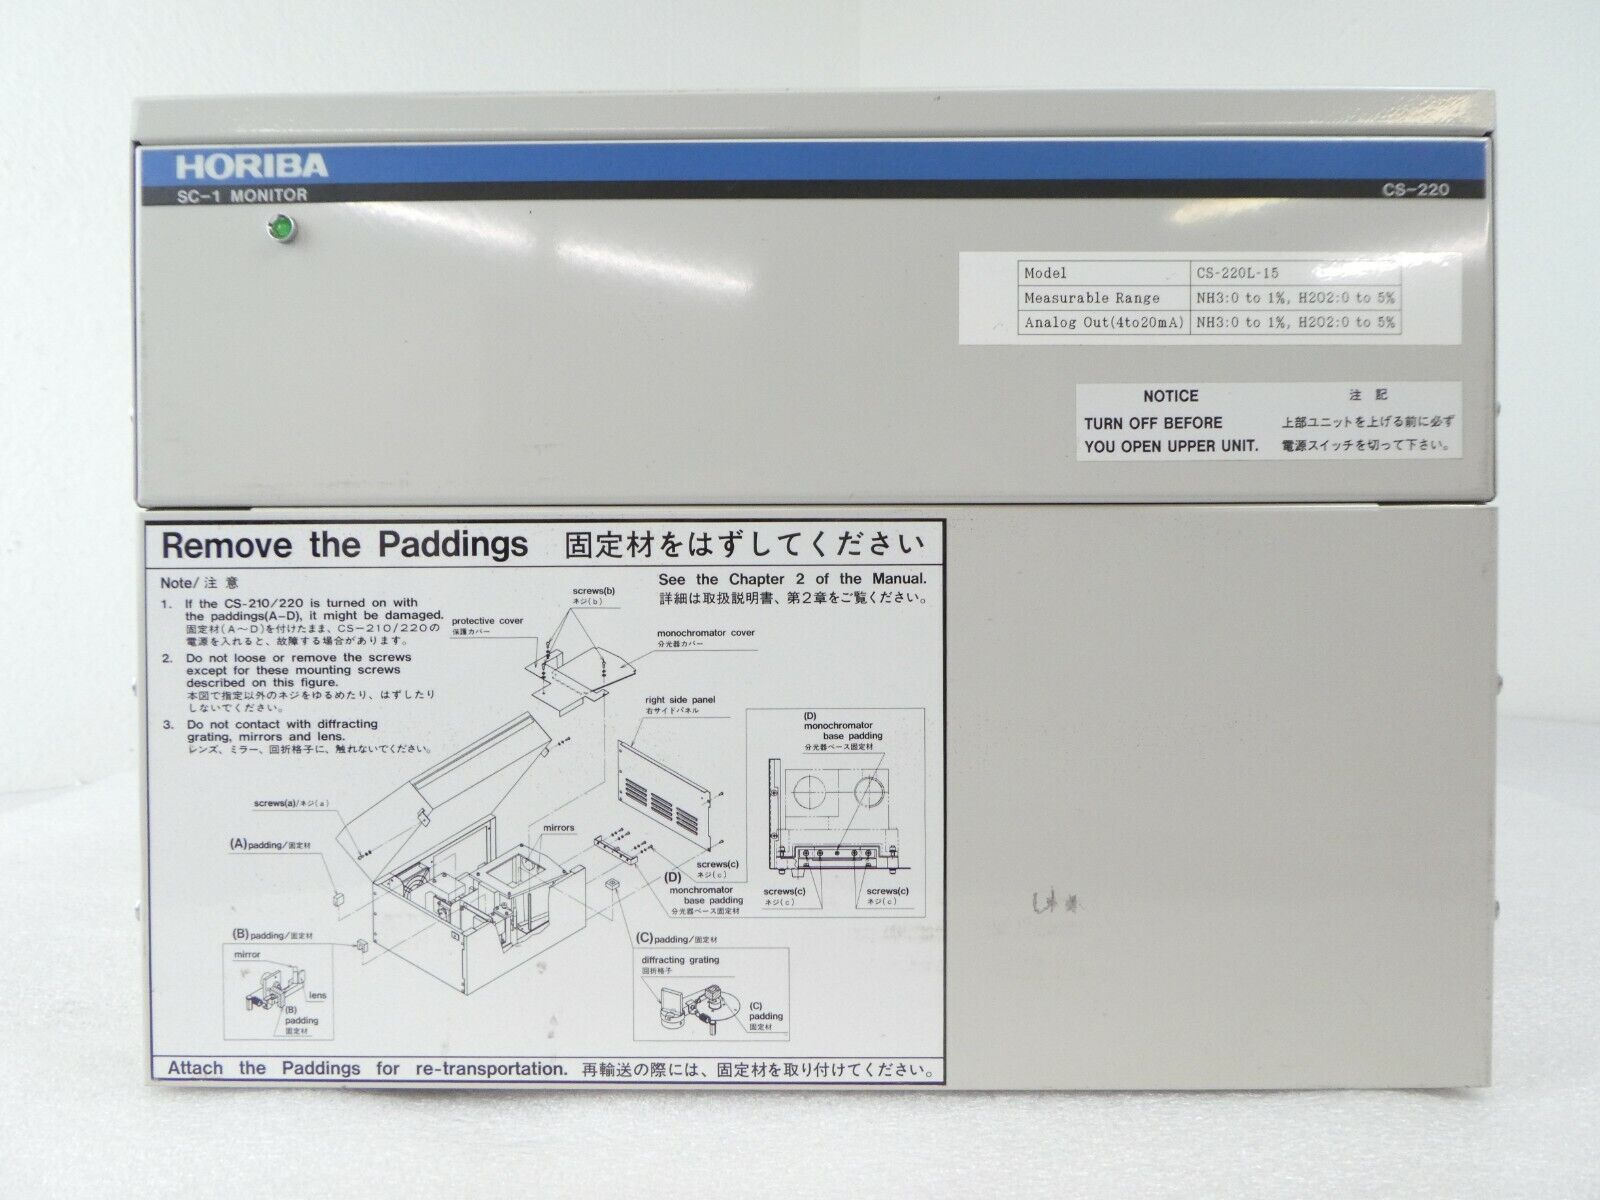 HORIBA
SC-1 MONITOR
CS-220
Model CS-220L-15
Measurable Range NH3:0 to 1%, H2O2:0 to 5%
Analog Out(4to20mA) NH3:0 to 1%, H2O2:0 to 5%
NOTICE 注 記
TURN OFF BEFORE 上部ユニットを上げる前に必ず
YOU OPEN UPPER UNIT. 電源スイッチを切って下さい。
Remove the Paddings 固定材をはずしてください
Note/注 意
See the Chapter 2 of the Manual.
詳細は取扱説明書、第2章をご覧ください。
1. If the CS-210/220 is turned on with
the paddings(A-D), it might be damaged.
固定材(A~D)を付けたまま、CS-210/220の
電源を入れると、故障する場合があります。
2. Do not loose or remove the screws
except for these mounting screws
described on this figure.
本図で指定以外のネジをゆるめたり、はずしたり
しないでください。
3. Do not contact with diffracting
grating, mirrors and lens.
レンズ、ミラー、回折格子に、触れないでください。
screws(b)
ネジ(b)
protective cover
保護カバー
monochromator cover
分光器カバー
right side panel
右サイドパネル
(D)
monochromator
base padding
分光器ベース固定材
screws(a)/ネジ(a)
(A)padding/固定材
mirrors
screws(c)
ネジ(c)
(D)
monchromator
base padding
分光器ベース固定材
screws(c)
ネジ(c)
screws(c)
ネジ(c)
(B)padding/固定材
mirror
lens
(B)
padding
固定材
(C)padding/固定材
diffracting grating
回折格子
(C)
padding
固定材
Attach the Paddings for re-transportation. 再輸送の際には、固定材を取り付けてください。